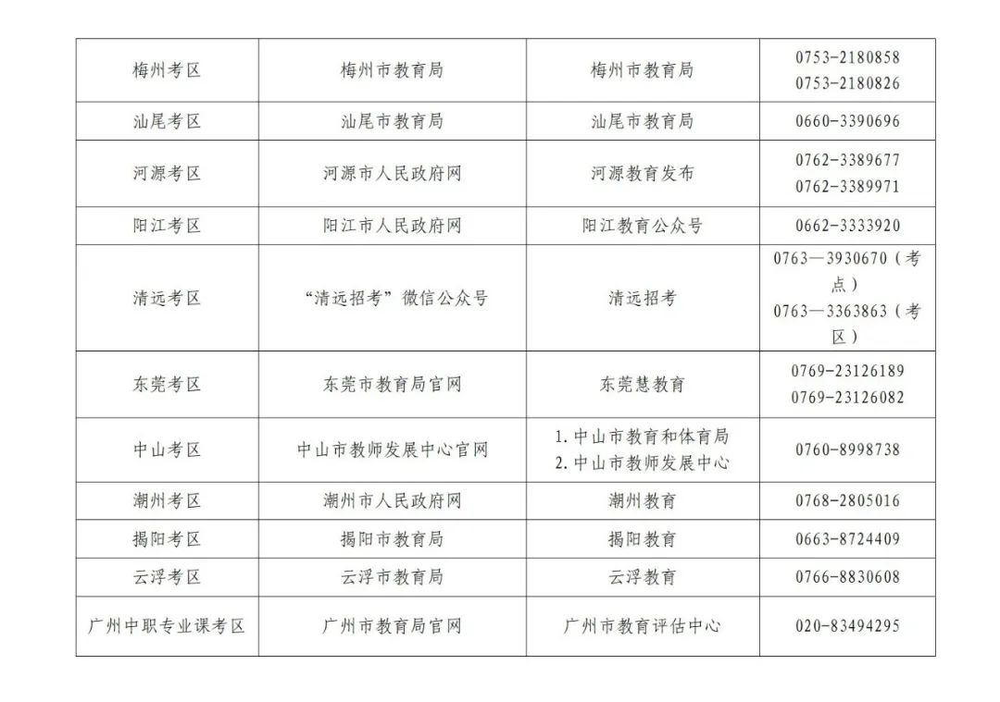 梅州考区 梅州市教育局 梅州市教育局 0753-2180858
0753-2180826
汕尾考区 汕尾市教育局 汕尾市教育局 0660-3390696
河源考区 河源市人民政府网 河源教育发布 0762-3389677
0762-3389971
阳江考区 阳江市人民政府网 阳江教育公众号 0662-3333920
清远考区 “清远招考”微信公众号 清远招考 0763—3930670（考
点）
0763—3363863（考
区）
东莞考区 东莞市教育局官网 东莞慧教育 0769-23126189
0769-23126082
中山考区 中山市教师发展中心官网 1.中山市教育和体育局
2.中山市教师发展中心 0760-8998738
潮州考区 潮州市人民政府网 潮州教育 0768-2805016
揭阳考区 揭阳市教育局 揭阳教育 0663-8724409
云浮考区 云浮市教育局 云浮教育 0766-8830608
广州中职专业课考区 广州市教育局官网 广州市教育评估中心 020-83494295